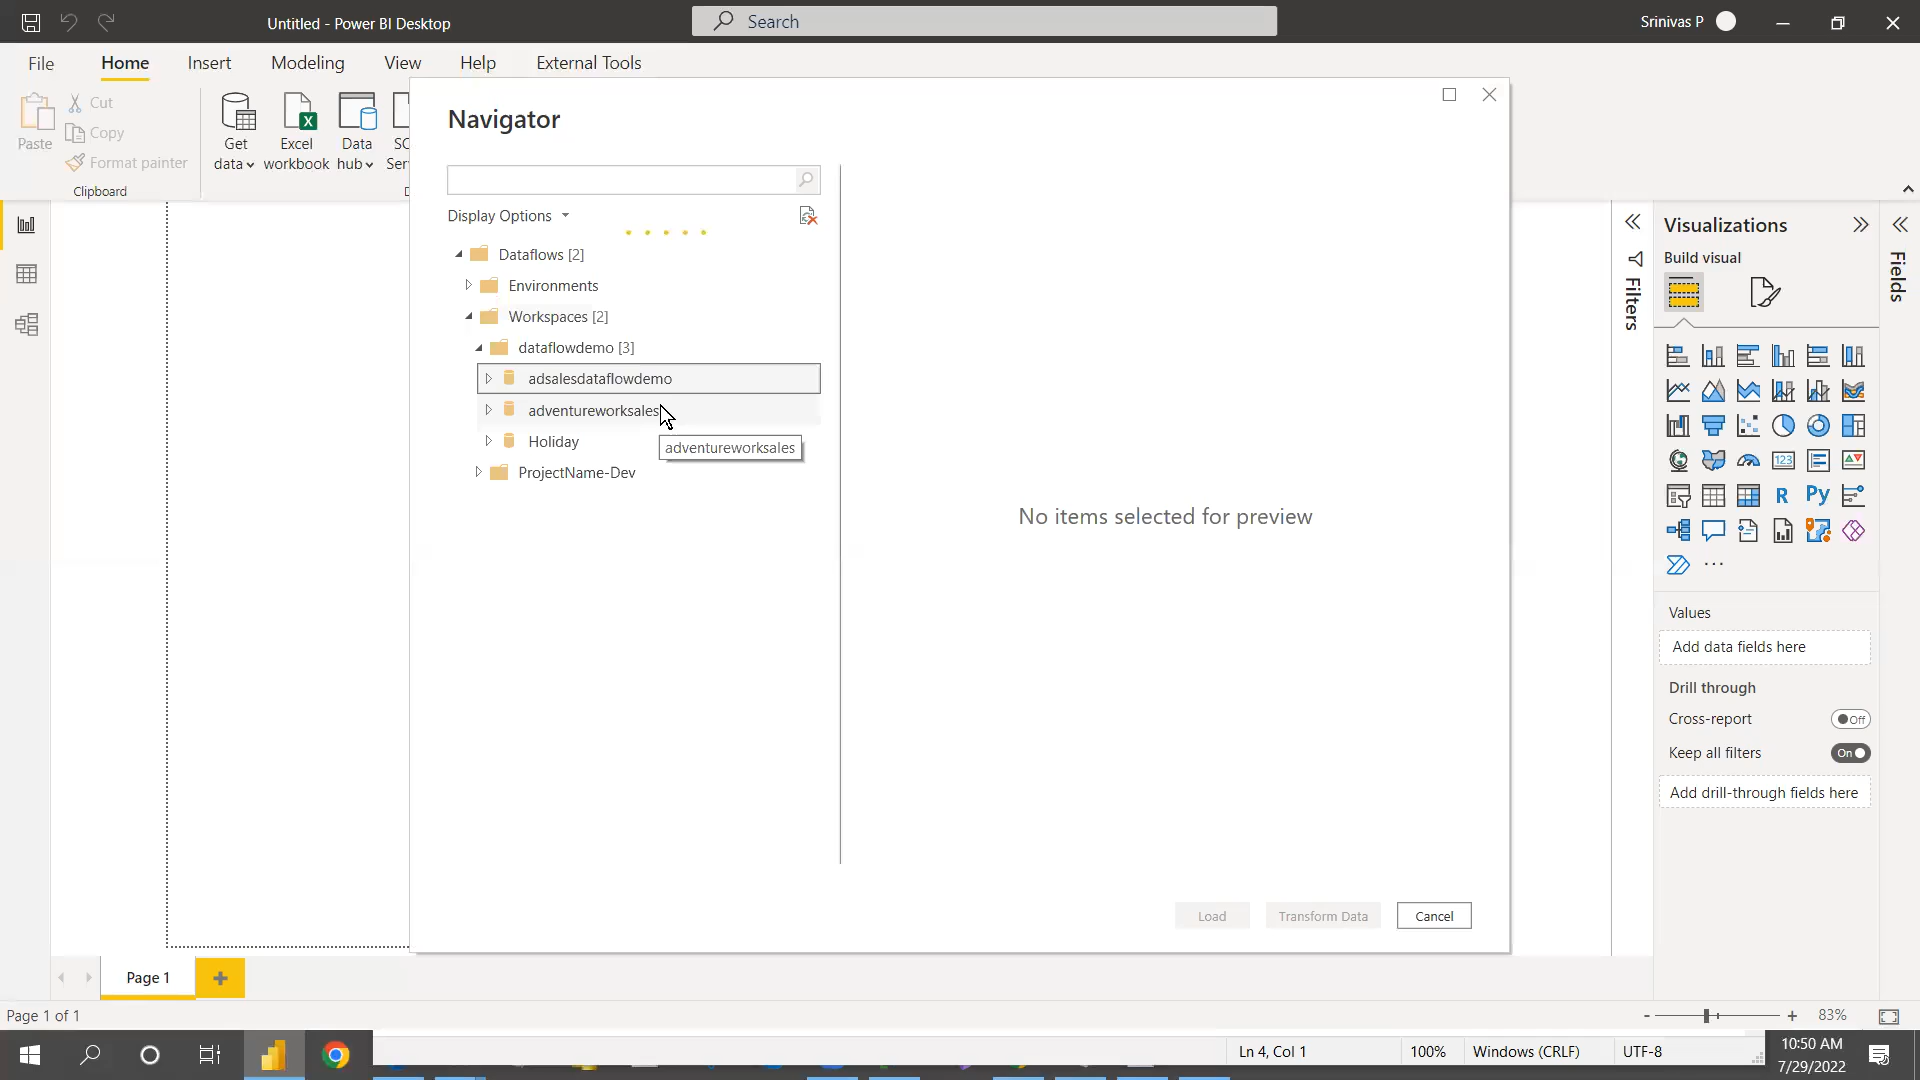 Untitled - Power BI Desktop
Search
Srinivas P
File
Home
Insert
Modeling
View
Help
External Tools
Paste
Cut
Copy
Format painter
Clipboard
Get
data
Excel
workbook
Data
hub
Navigator
Display Options
Dataflows [2]
Environments
Workspaces [2]
dataflowdemo [3]
adsalesdataflowdemo
adventureworksales
Holiday
adventureworksales
ProjectName-Dev
No items selected for preview
Load
Transform Data
Cancel
Filters
Visualizations
Build visual
Fields
123
R
Py
Values
Add data fields here
Drill through
Cross-report
Off
Keep all filters
On
Add drill-through fields here
Page 1
Page 1 of 1
83%
Ln 4, Col 1
100%
Windows (CRLF)
UTF-8
10:50 AM
7/29/2022